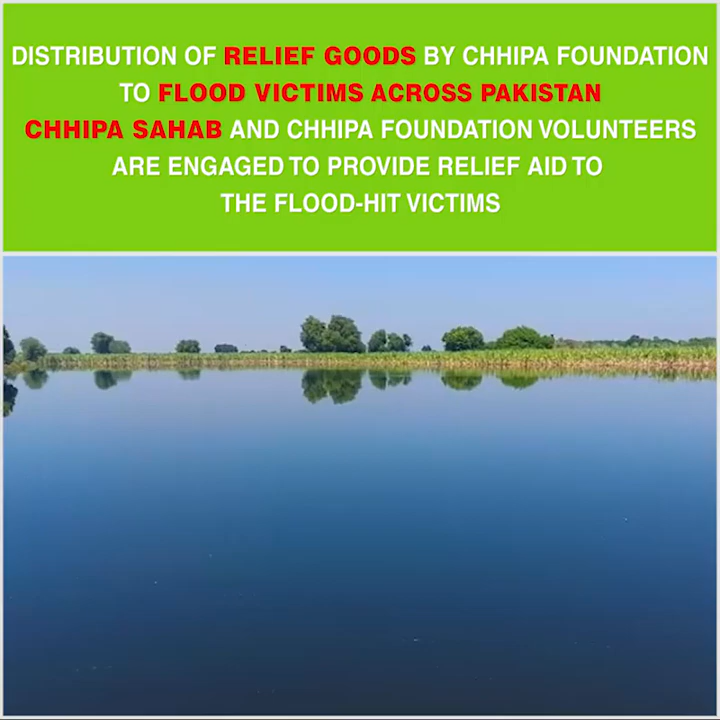 DISTRIBUTION OF RELIEF GOODS BY CHHIPA FOUNDATION
TO FLOOD VICTIMS ACROSS PAKISTAN
CHHIPA SAHAB AND CHHIPA FOUNDATION VOLUNTEERS
ARE ENGAGED TO PROVIDE RELIEF AID TO
THE FLOOD-HIT VICTIMS